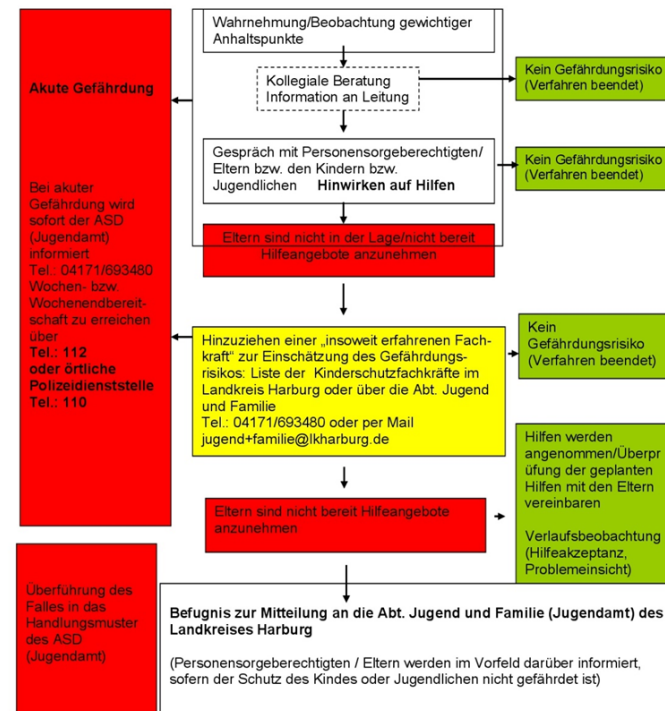 Wahrnehmung/Beobachtung gewichtiger
Anhaltspunkte
Kollegiale Beratung
Information an Leitung
Kein Gefährdungsrisiko
(Verfahren beendet)
Akute Gefährdung
Bei akuter
Gefährdung wird
sofort der ASD
(Jugendamt)
informiert
Tel.: 04171/693480
Wochen- bzw.
Wochenendbereit-
schaft zu erreichen
über
Tel.: 112
oder örtliche
Polizeidienststelle
Tel.: 110
Gespräch mit Personensorgeberechtigten/
Eltern bzw. den Kindern bzw.
Jugendlichen Hinwirken auf Hilfen
Kein Gefährdungsrisiko
(Verfahren beendet)
Eltern sind nicht in der Lage/nicht bereit
Hilfeangebote anzunehmen
Hinzuziehen einer „insoweit erfahrenen Fach-
kraft“ zur Einschätzung des Gefährdungs-
risikos: Liste der Kinderschutzfachkräfte im
Landkreis Harburg oder über die Abt. Jugend
und Familie
Tel.: 04171/693480 oder per Mail
jugend+familie@lkharburg.de
Kein
Gefährdungsrisiko
(Verfahren beendet)
Eltern sind nicht bereit Hilfeangebote
anzunehmen
Hilfen werden
angenommen/Überpr
üfung der geplanten
Hilfen mit den Eltern
vereinbaren
Verlaufsbeobachtung
(Hilfeakzeptanz,
Problemeinsicht)
Überführung des
Falles in das
Handlungsmuster
des ASD
(Jugendamt)
Befugnis zur Mitteilung an die Abt. Jugend und Familie (Jugendamt) des
Landkreises Harburg
(Personensorgeberechtigten / Eltern werden im Vorfeld darüber informiert,
sofern der Schutz des Kindes oder Jugendlichen nicht gefährdet ist)